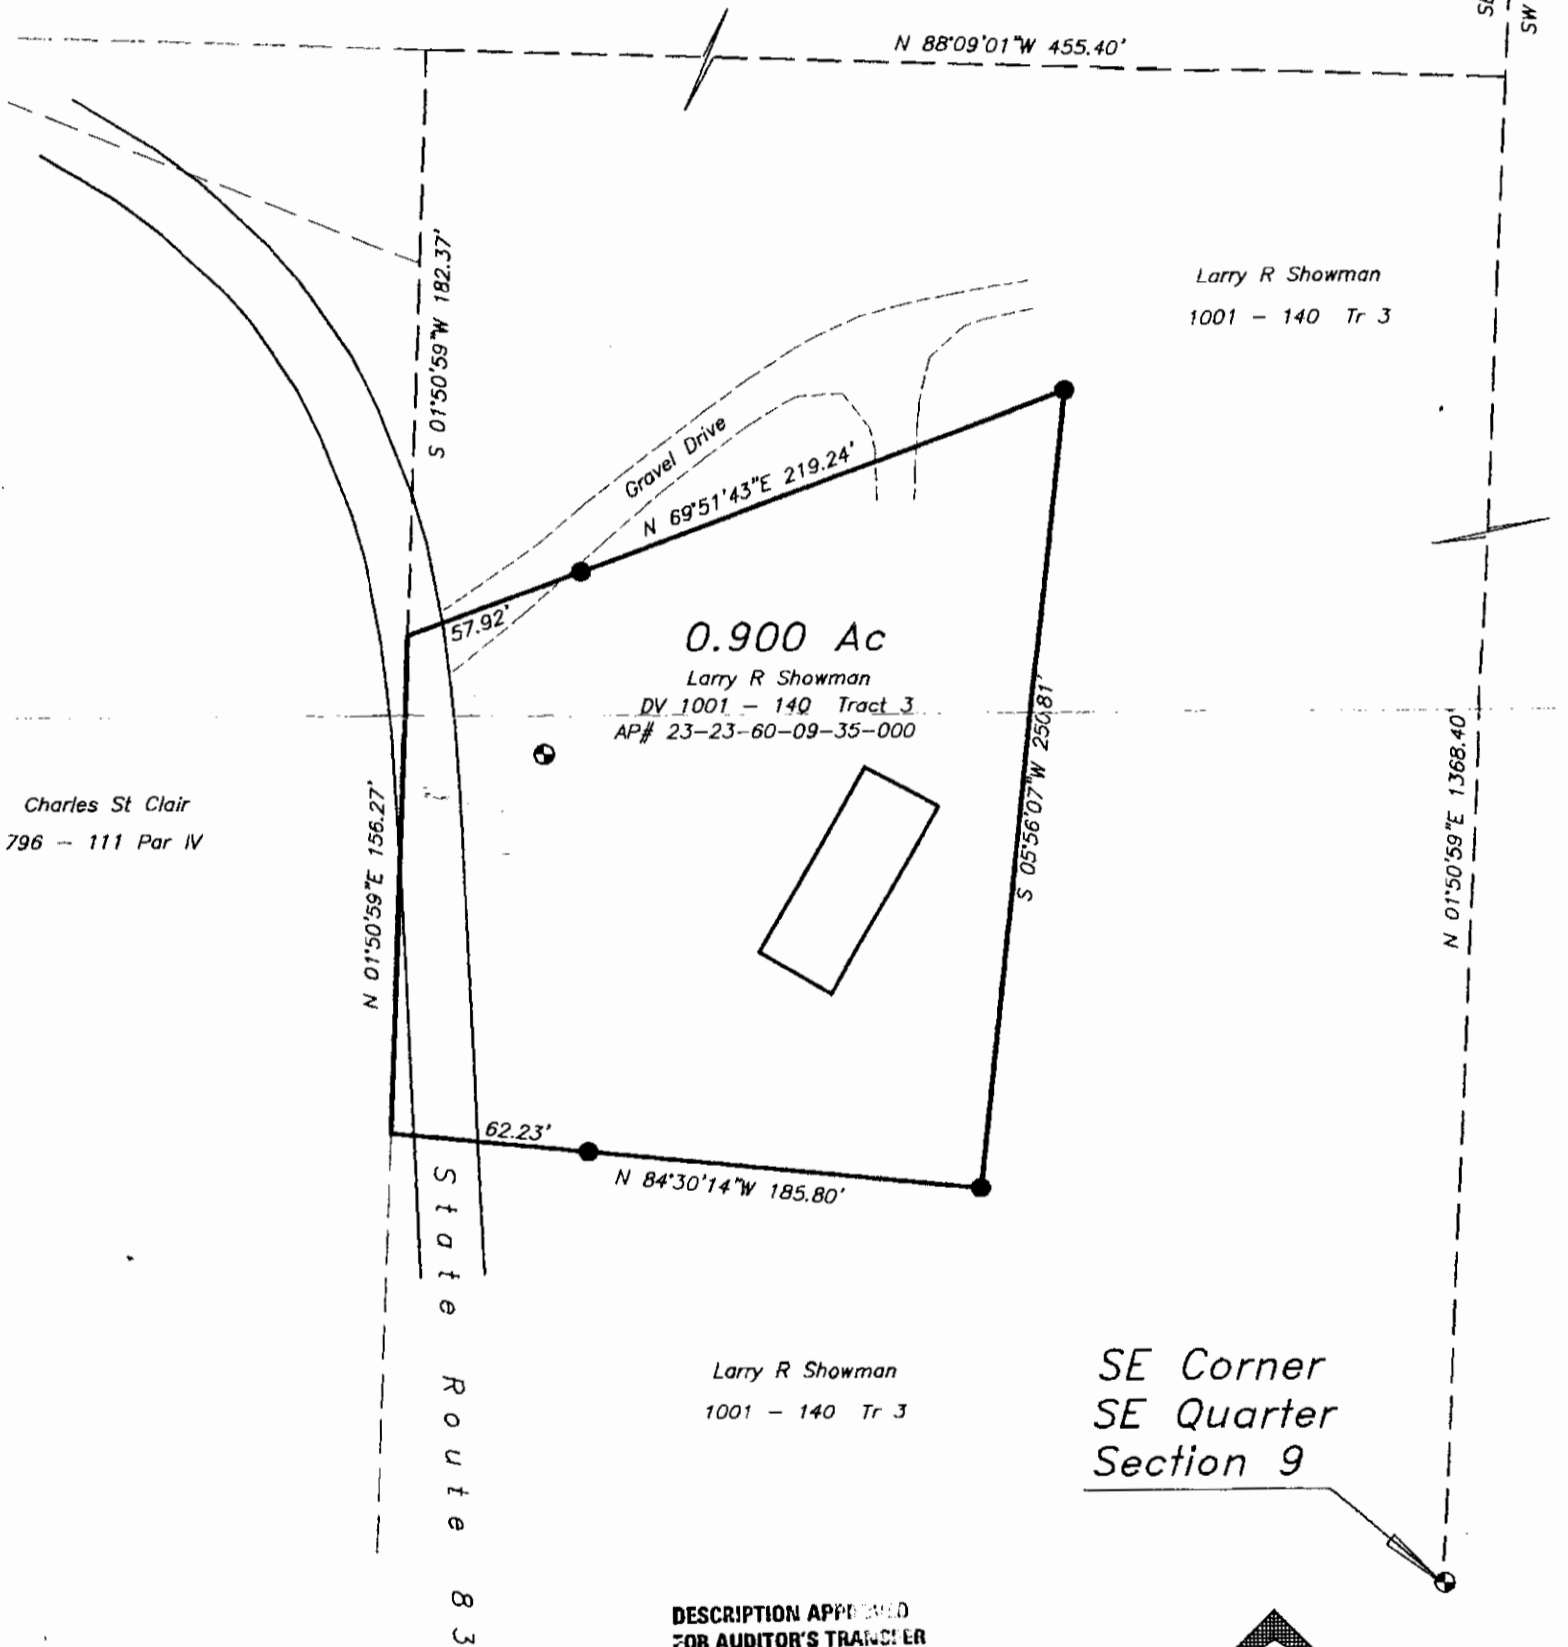 SW
N 88°09'01"W 455.40'
S 01°50'59"W 182.37'
Larry R Showman
1001 - 140 Tr 3
Gravel Drive
N 69°51'43"E 219.24'
57.92'
0.900 Ac
Larry R Showman
DV 1001 - 140 Tract 3
AP# 23-23-60-09-35-000
S 05°56'07"W 250.81'
N 01°50'59"E 1368.40'
Charles St Clair
796 - 111 Par IV
N 01°50'59"E 156.27'
62.23'
N 84°30'14"W 185.80'
State Route 83
Larry R Showman
1001 - 140 Tr 3
SE Corner
SE Quarter
Section 9
DESCRIPTION APPROVED
FOR AUDITOR'S TRANSFER